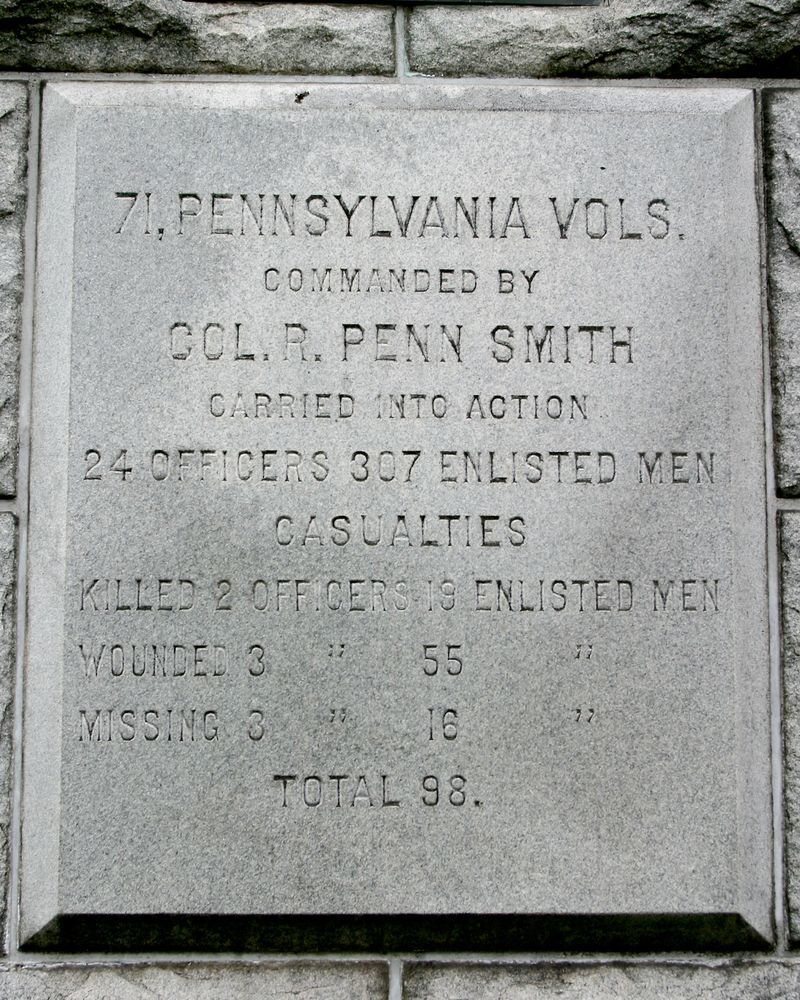 71, PENNSYLVANIA VOLS.
COMMANDED BY
COL. R. PENN SMITH
CARRIED INTO ACTION
24 OFFICERS 307 ENLISTED MEN
CASUALTIES
KILLED 2 OFFICERS 19 ENLISTED MEN
WOUNDED 3 " 55 "
MISSING 3 " 16 "
TOTAL 98.